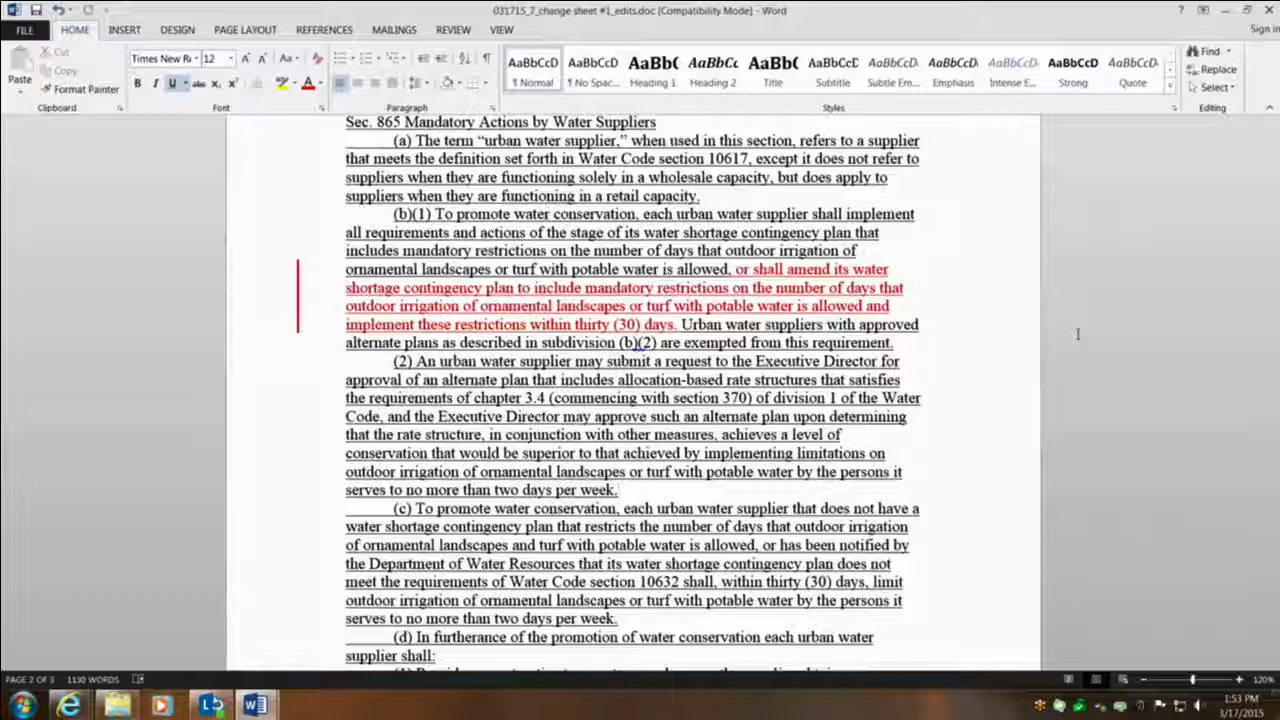 031715_7_change sheet #1_edits.doc [Compatibility Mode] - Word
FILE HOME INSERT DESIGN PAGE LAYOUT REFERENCES MAILINGS REVIEW VIEW Sign in
Paste Cut Copy Format Painter
Times New R 12
AaBbCcD AaBbCcD AaBbC AaBbCc AaBbC AaBbCcC AaBbCcD AaBbCcD AaBbCcD AaBbCcD AaBbCcD
¶ Normal ¶ No Spac... Heading 1 Heading 2 Title Subtitle Subtle Em... Emphasis Intense E... Strong Quote
Find Replace Select
Clipboard Font Paragraph Styles Editing
Sec. 865 Mandatory Actions by Water Suppliers
(a) The term “urban water supplier,” when used in this section, refers to a supplier
that meets the definition set forth in Water Code section 10617, except it does not refer to
suppliers when they are functioning solely in a wholesale capacity, but does apply to
suppliers when they are functioning in a retail capacity.
(b)(1) To promote water conservation, each urban water supplier shall implement
all requirements and actions of the stage of its water shortage contingency plan that
includes mandatory restrictions on the number of days that outdoor irrigation of
ornamental landscapes or turf with potable water is allowed, or shall amend its water
shortage contingency plan to include mandatory restrictions on the number of days that
outdoor irrigation of ornamental landscapes or turf with potable water is allowed and
implement these restrictions within thirty (30) days. Urban water suppliers with approved
alternate plans as described in subdivision (b)(2) are exempted from this requirement.
(2) An urban water supplier may submit a request to the Executive Director for
approval of an alternate plan that includes allocation-based rate structures that satisfies
the requirements of chapter 3.4 (commencing with section 370) of division 1 of the Water
Code, and the Executive Director may approve such an alternate plan upon determining
that the rate structure, in conjunction with other measures, achieves a level of
conservation that would be superior to that achieved by implementing limitations on
outdoor irrigation of ornamental landscapes or turf with potable water by the persons it
serves to no more than two days per week.
(c) To promote water conservation, each urban water supplier that does not have a
water shortage contingency plan that restricts the number of days that outdoor irrigation
of ornamental landscapes and turf with potable water is allowed, or has been notified by
the Department of Water Resources that its water shortage contingency plan does not
meet the requirements of Water Code section 10632 shall, within thirty (30) days, limit
outdoor irrigation of ornamental landscapes or turf with potable water by the persons it
serves to no more than two days per week.
(d) In furtherance of the promotion of water conservation each urban water
supplier shall:
PAGE 2 OF 3 1130 WORDS 120%
1:53 PM
3/17/2015